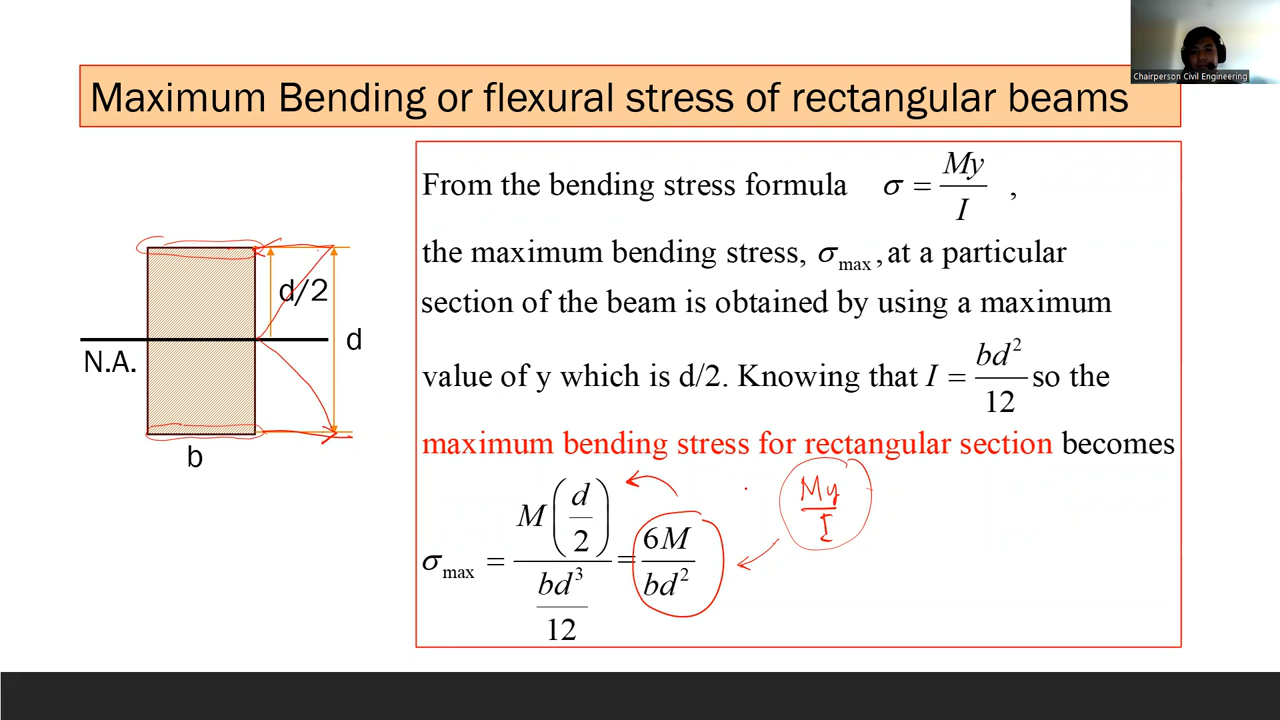 Chairperson Civil Engineering
Maximum Bending or flexural stress of rectangular beams
From the bending stress formula σ = My/I ,
the maximum bending stress, σmax, at a particular
section of the beam is obtained by using a maximum
value of y which is d/2. Knowing that I = bd²/12 so the
maximum bending stress for rectangular section becomes
σmax = M(d/2) / (bd³/12) = 6M/bd²
My/I
d/2
d
N.A.
b